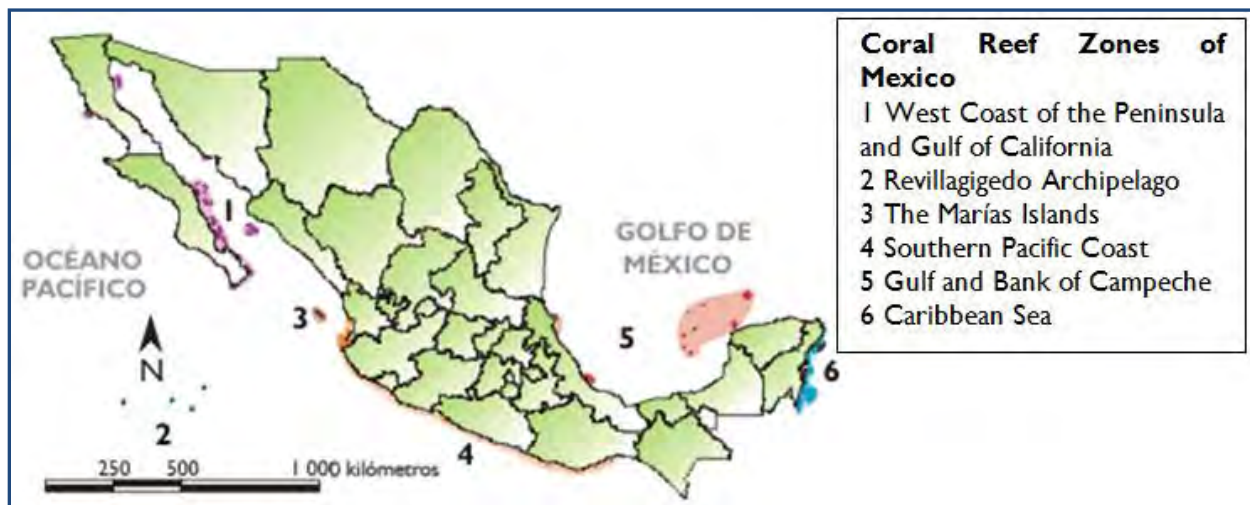 Coral Reef Zones of
Mexico
1 West Coast of the Peninsula
and Gulf of California
2 Revillagigedo Archipelago
3 The Marías Islands
4 Southern Pacific Coast
5 Gulf and Bank of Campeche
6 Caribbean Sea
OCÉANO
PACÍFICO
GOLFO DE
MÉXICO
1
3
5
6
N
2
4
250 500 1 000 kilómetros